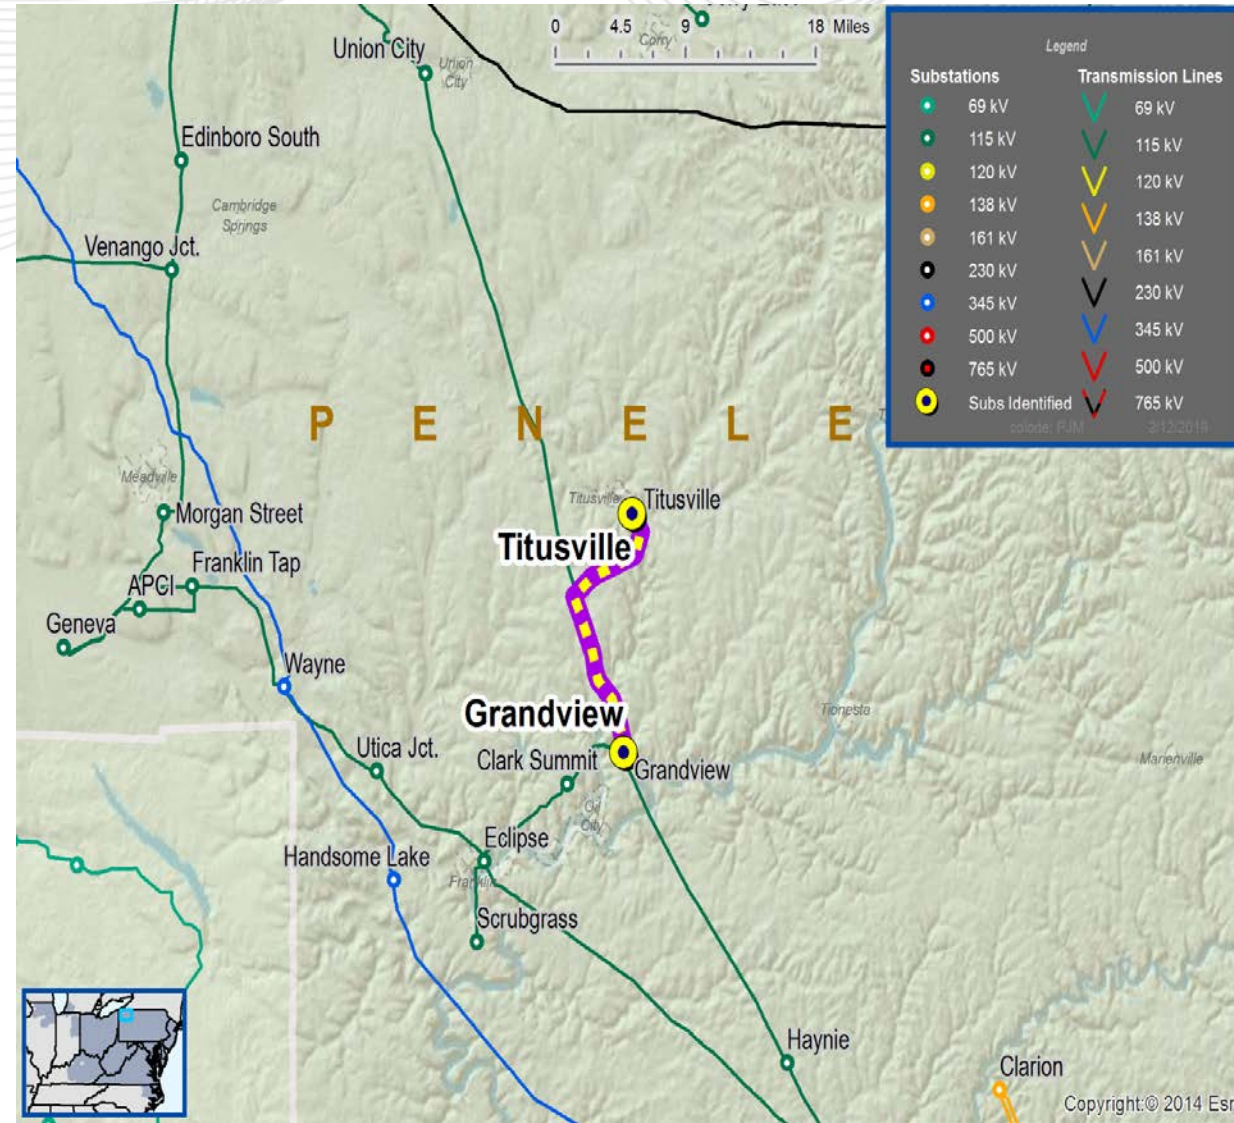 0 4.5 9 18 Miles
Corry
Union City
Union
City
Edinboro South
Cambridge
Springs
Venango Jct.
Legend
Substations
Transmission Lines
69 kV
69 kV
115 kV
115 kV
120 kV
120 kV
138 kV
138 kV
161 kV
161 kV
230 kV
230 kV
345 kV
345 kV
500 kV
500 kV
765 kV
765 kV
Subs Identified
PJM
P E N E L E
Meadville
Morgan Street
Titusville
Titusville
Titusville
Franklin Tap
APCI
Geneva
Wayne
Grandview
Tionesta
Utica Jct.
Clark Summit
Grandview
Marienville
Oil
City
Eclipse
Handsome Lake
Franklin
Scrubgrass
Haynie
Clarion
Copyright:© 2014 Esr